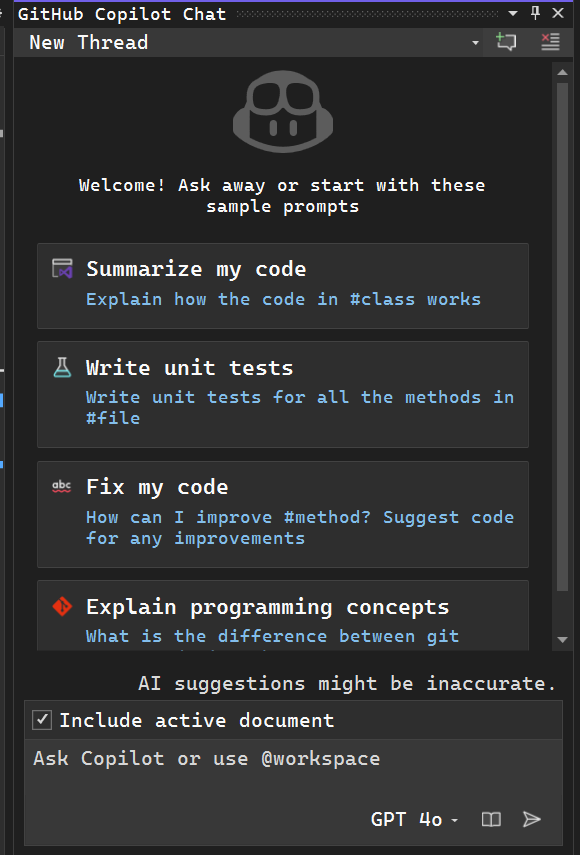 GitHub Copilot Chat
New Thread
Welcome! Ask away or start with these
sample prompts
Summarize my code
Explain how the code in #class works
Write unit tests
Write unit tests for all the methods in
#file
abc
Fix my code
How can I improve #method? Suggest code
for any improvements
Explain programming concepts
What is the difference between git
AI suggestions might be inaccurate.
Include active document
Ask Copilot or use @workspace
GPT 4o